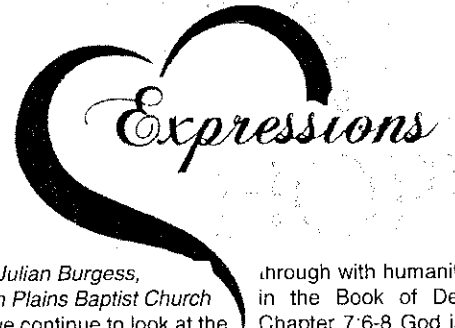 Expressions
Julian Burgess,
n Plains Baptist Church
e continue to look at the
through with humanit
in the Book of De
Chapter 7:6-8 God i